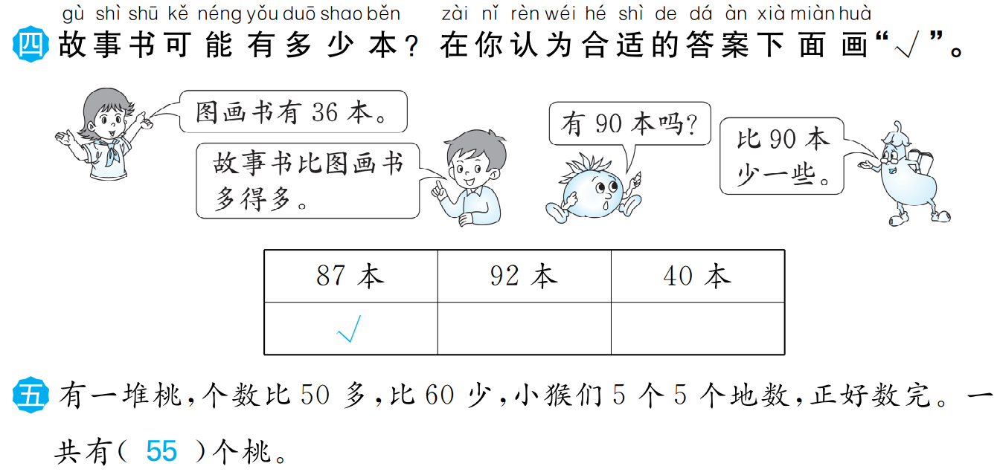 gù shì shū kě néng yǒu duō shao běn zài nǐ rèn wéi hé shì de dá àn xià miàn huà
四 故事书可能有多少本？在你认为合适的答案下面画“√”。
图画书有 36 本。
故事书比图画书
多得多。
有 90 本吗？
比 90 本
少一些。
87 本 92 本 40 本
√
五 有一堆桃，个数比 50 多，比 60 少，小猴们 5 个 5 个地数，正好数完。一
共有（ 55 ）个桃。